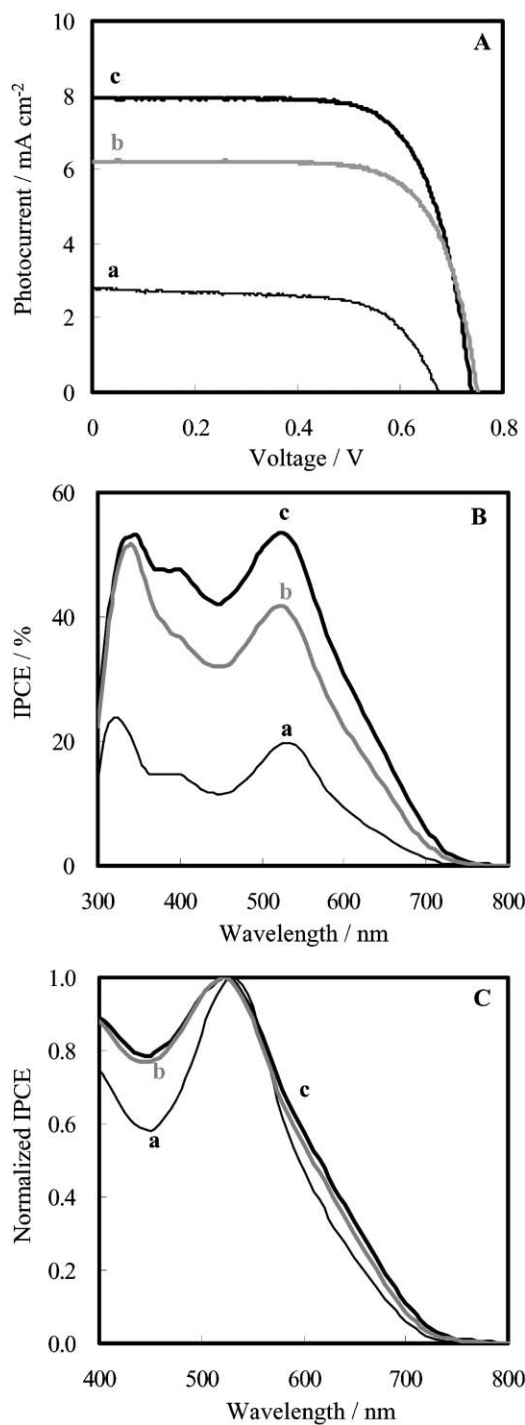 A
10
8
6
4
2
0
Photocurrent / mA cm-2
c
b
a
0 0.2 0.4 0.6 0.8
Voltage / V
B
60
40
20
0
IPCE / %
c
b
a
300 400 500 600 700 800
Wavelength / nm
C
1.0
0.8
0.6
0.4
0.2
0.0
Normalized IPCE
b
a
c
400 500 600 700 800
Wavelength / nm